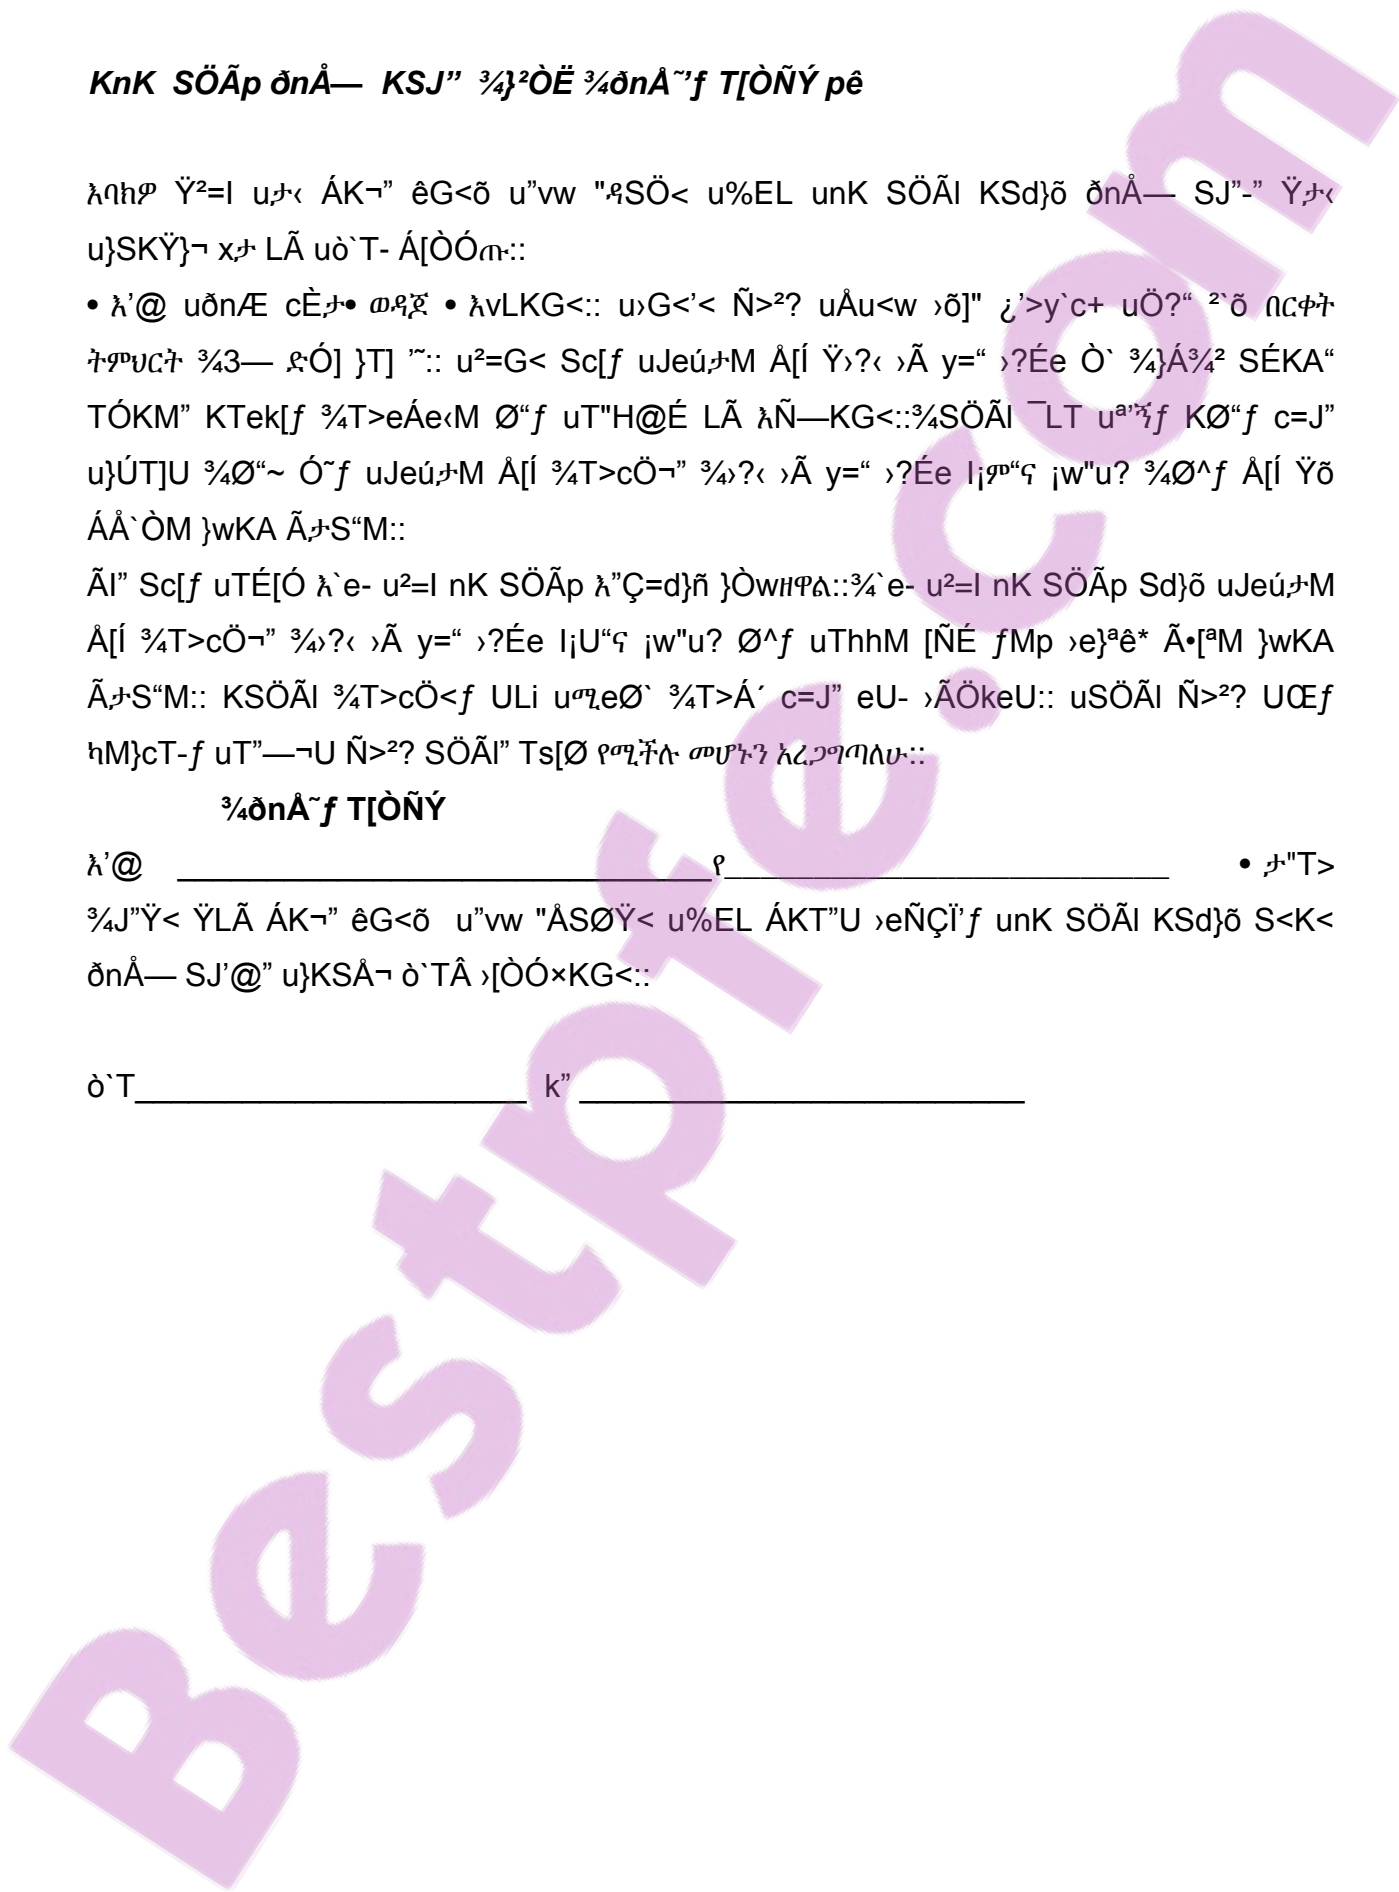 KnK SÖÃp ðnÅ— KSJ” ¾}²ÒË ¾ðnÅ˜’ƒ T[ÒÑÝ pê
እባክዎ Ÿ²=I uታ‹ ÁK¬” êG<õ u”vw "ዳSÖ< u%EL unK SÖÃl KSd}õ ðnÅ— SJ”-” Ÿታ‹
u}SKŸ}¬ xታ LÃ uò`T- Á[ÒÓጡ::
• እ’@ uðnÆ cÈታ• ወዳጆ • እvLKG<:: u›G<’< Ñ>²? uÅu<w ›õ]" ¿’>y`c+ uÖ?“ ²`õ በርቀት
ትምህርት ¾3— ድÓ] }T] ’˜:: u²=G< Sc[ƒ uJeúታM Å[Í Ÿ›?‹ ›Ã y=“ ›?Ée Ò` ¾}Á¾² SÉKA“
TÓKM” KTek[ƒ ¾T>eÁe‹M Ø“ƒ uT"H@É LÃ እÑ—KG<::¾SÖÃl ¯LT uª’ኝƒ KØ“ƒ c=J”
u}ÚT]U ¾Ø“~ Ó˜ƒ uJeúታM Å[Í ¾T>cÖ¬” ¾›?‹ ›Ã y=“ ›?Ée I¡ም“ና ¡w"u? ¾Ø^ƒ Å[Í Ÿõ
ÁÅ`ÒM }wKA ÃታS“M::
ÃI” Sc[ƒ uTÉ[Ó እ`e- u²=I nK SÖÃp እ”Ç=d}ñ }Òwዘዋል::¾`e- u²=I nK SÖÃp Sd}õ uJeúታM
Å[Í ¾T>cÖ¬” ¾›?‹ ›Ã y=“ ›?Ée I¡U“ና ¡w"u? Ø^ƒ uThhM [ÑÉ ƒMp ›e}ªê* Ã•[ªM }wKA
ÃታS“M:: KSÖÃl ¾T>cÖ<ƒ ULi uሚeØ` ¾T>Á´ c=J” eU- ›ÃÖkeU:: uSÖÃl Ñ>²? UŒƒ
ካM}cT-ƒ uT”—¬U Ñ>²? SÖÃl” Ts[Ø የሚችሉ መሆኑን አረጋግጣለሁ::
¾ðnÅ˜ƒ T[ÒÑÝ
እ’@ ______________________________የ_________________________ • ታ"T>
¾J”Ÿ< ŸLÃ ÁK¬” êG<õ u”vw "ÅSØŸ< u%EL ÁKT”U ›eÑÇÏ’ƒ unK SÖÃl KSd}õ S<K<
ðnÅ— SJ’@” u}KSÅ¬ ò`TÂ ›[ÒÓ×KG<::
ò`T______________________ k” _________________________
Bestpfe.com